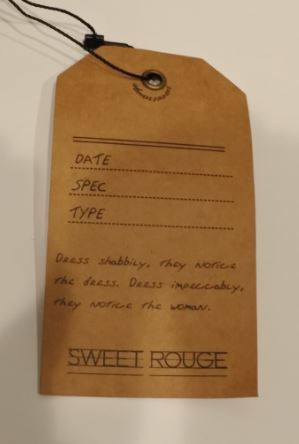 DATE
SPEC
TYPE
Dress shabbily, they notice
the dress. Dress impeccably,
they notice the woman.
SWEET ROUGE